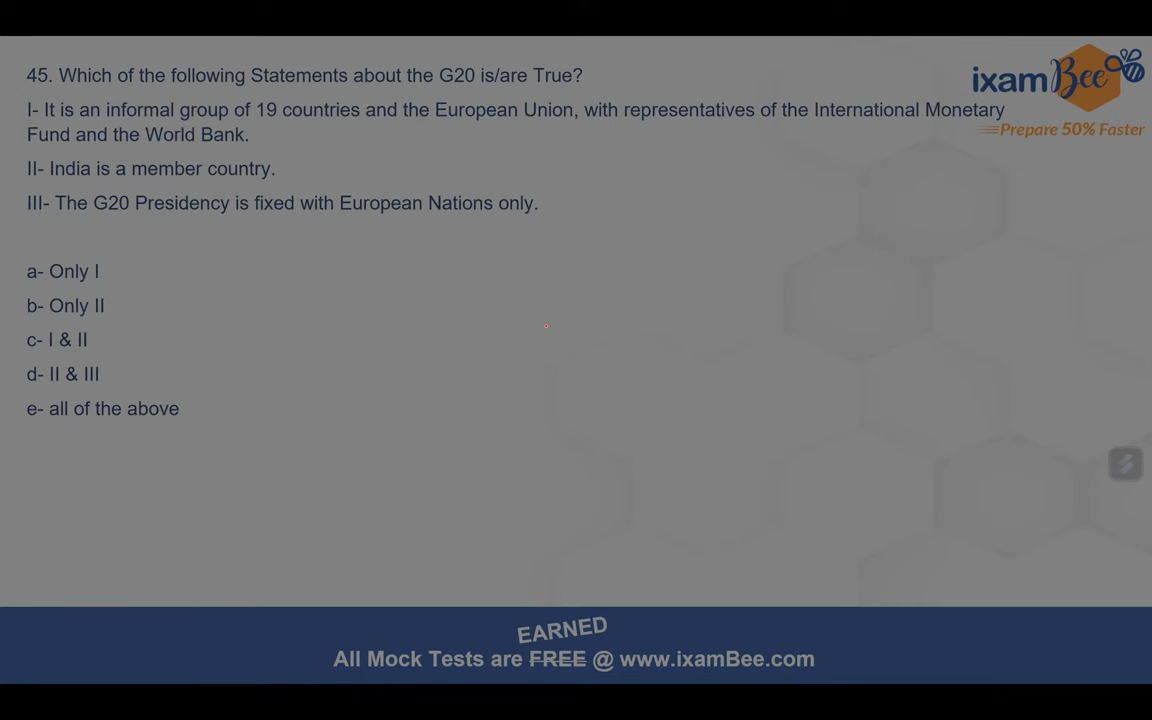 45. Which of the following Statements about the G20 is/are True?
I- It is an informal group of 19 countries and the European Union, with representatives of the International Monetary
Fund and the World Bank.
II- India is a member country.
III- The G20 Presidency is fixed with European Nations only.
a- Only I
b- Only II
c- I & II
d- II & III
e- all of the above
ixamBee
Prepare 50% Faster
EARNED
All Mock Tests are FREE @ www.ixamBee.com